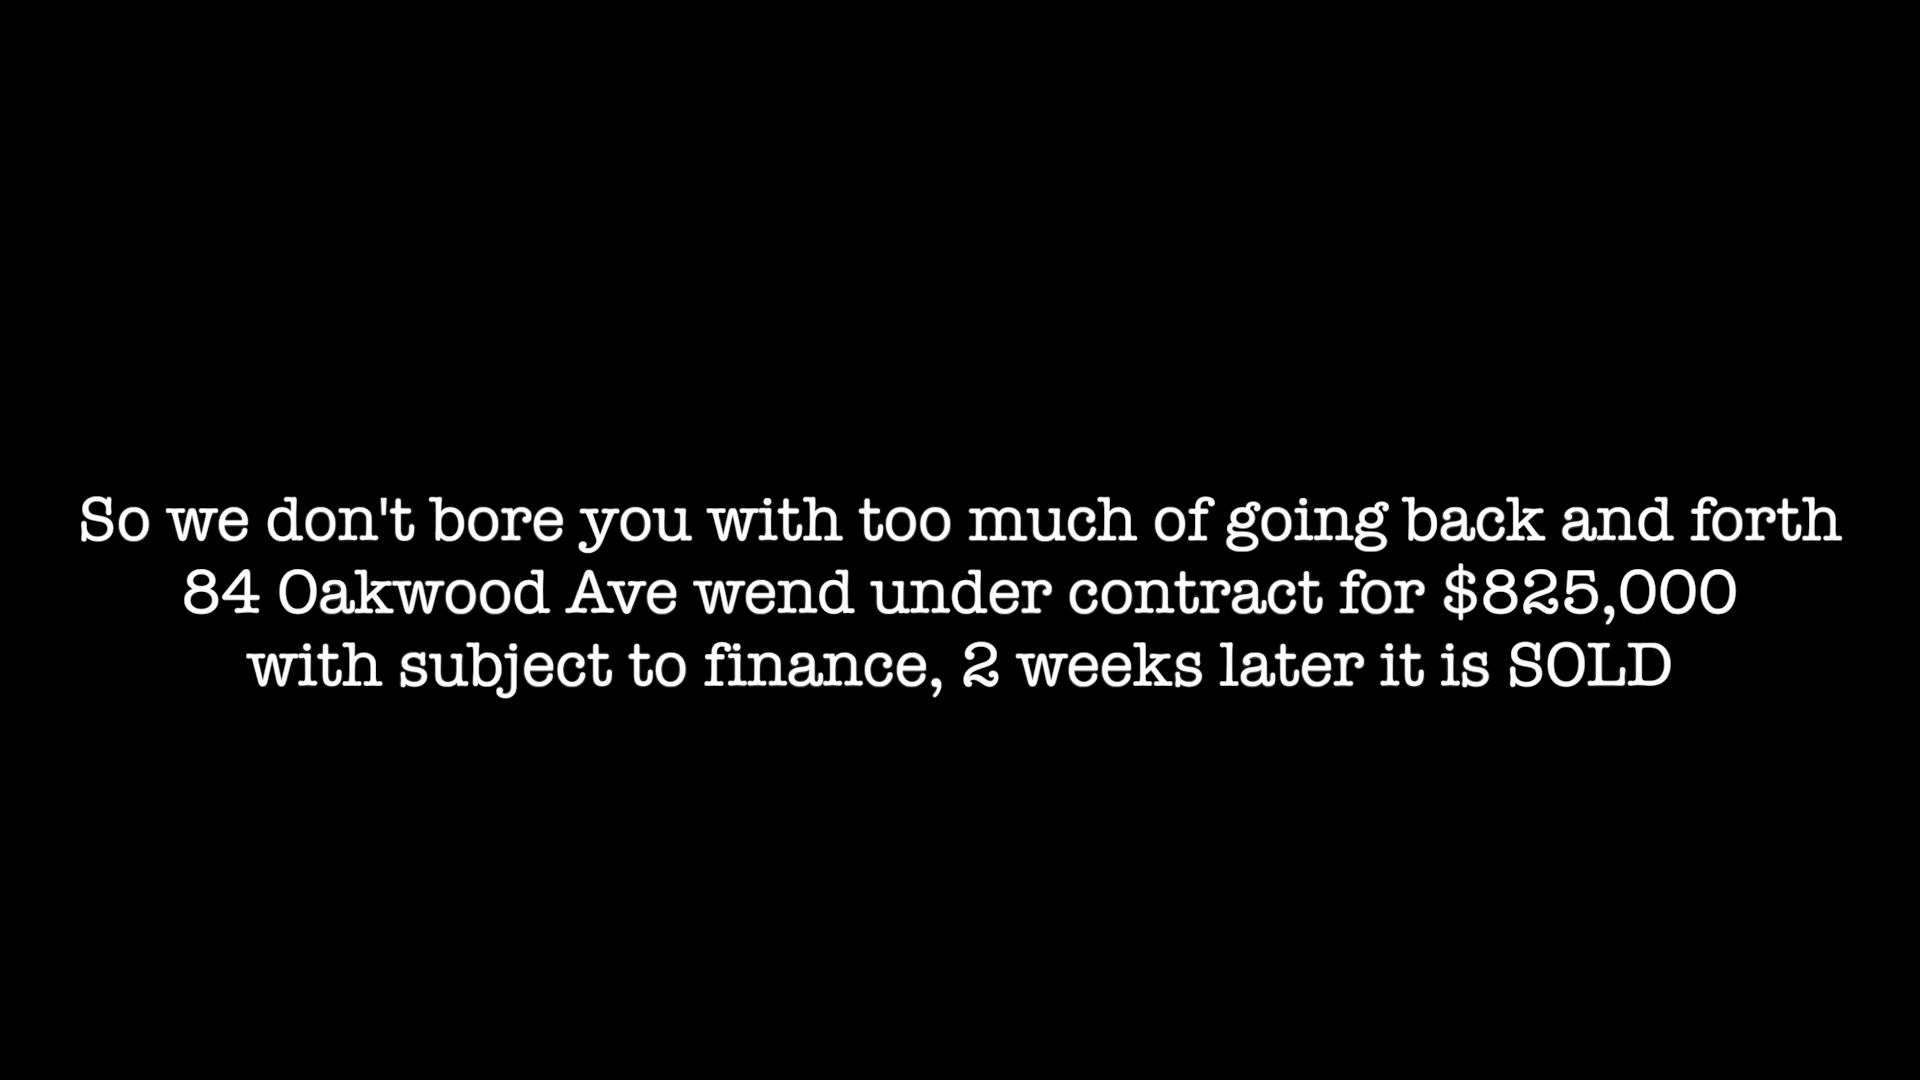 So we don't bore you with too much of going back and forth
84 Oakwood Ave wend under contract for $825,000
with subject to finance, 2 weeks later it is SOLD